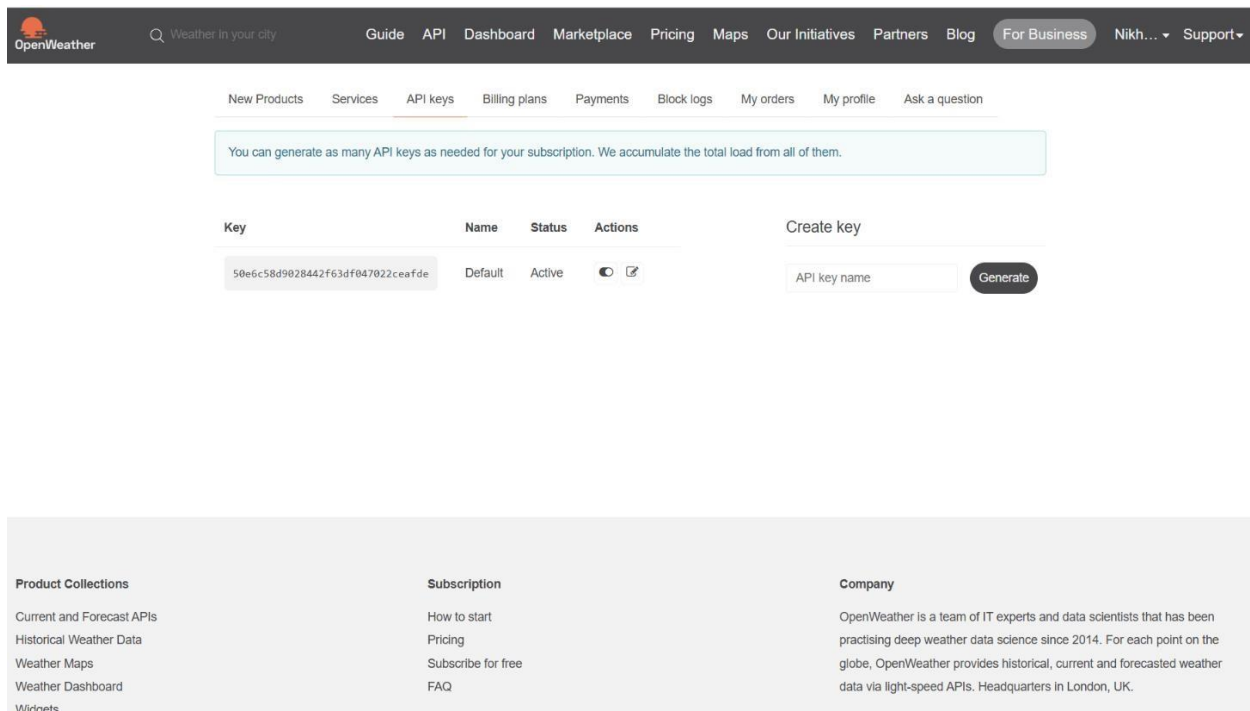 OpenWeather
Weather in your city
Guide API Dashboard Marketplace Pricing Maps Our Initiatives Partners Blog For Business Nikh... Support
New Products Services API keys Billing plans Payments Block logs My orders My profile Ask a question
You can generate as many API keys as needed for your subscription. We accumulate the total load from all of them.
Key Name Status Actions
50e6c58d9028442f63df047022ceafde Default Active
Create key
API key name Generate
Product Collections
Current and Forecast APIs
Historical Weather Data
Weather Maps
Weather Dashboard
Widgets
Subscription
How to start
Pricing
Subscribe for free
FAQ
Company
OpenWeather is a team of IT experts and data scientists that has been
practising deep weather data science since 2014. For each point on the
globe, OpenWeather provides historical, current and forecasted weather
data via light-speed APIs. Headquarters in London, UK.